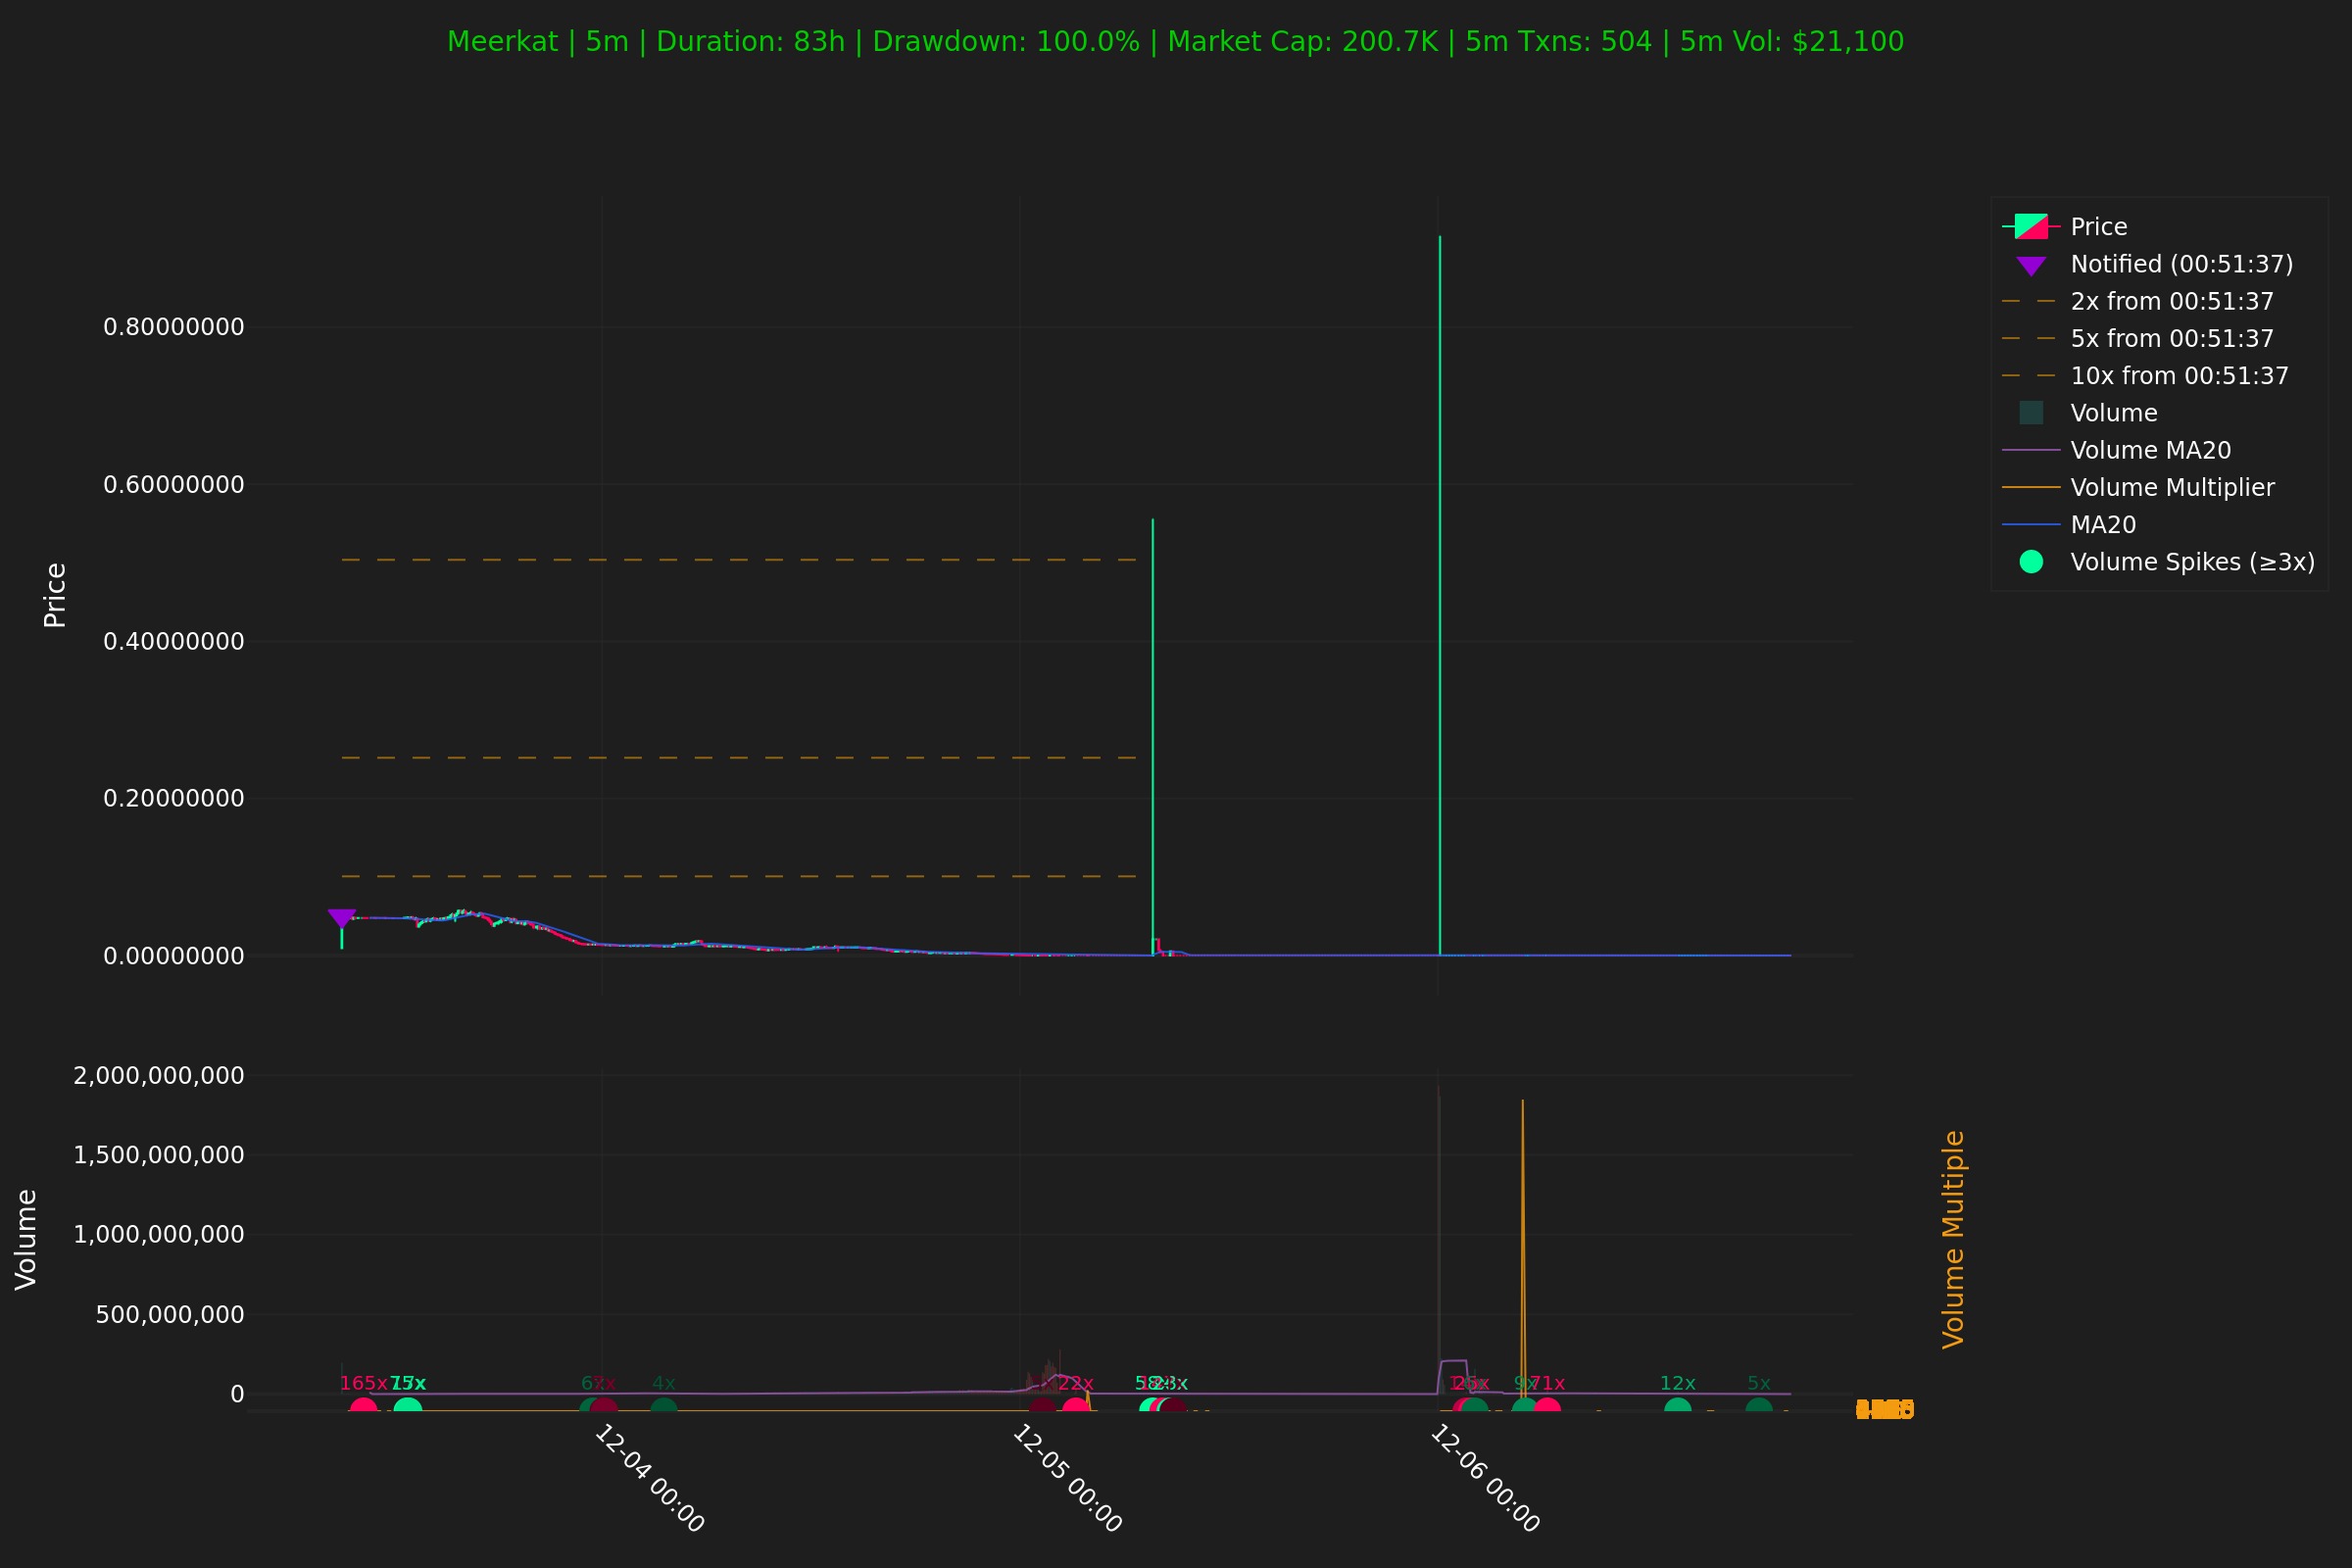 Meerkat | 5m | Duration: 83h | Drawdown: 100.0% | Market Cap: 200.7K | 5m Txns: 504 | 5m Vol: $21,100
Price
Notified (00:51:37)
2x from 00:51:37
5x from 00:51:37
10x from 00:51:37
Volume
Volume MA20
Volume Multiplier
MA20
Volume Spikes (≥3x)
Price
0.80000000
0.60000000
0.40000000
0.20000000
0.00000000
Volume
2,000,000,000
1,500,000,000
1,000,000,000
500,000,000
0
Volume Multiple
165x
4x
22x
9x
71x
12x
5x
12-04 00:00
12-05 00:00
12-06 00:00